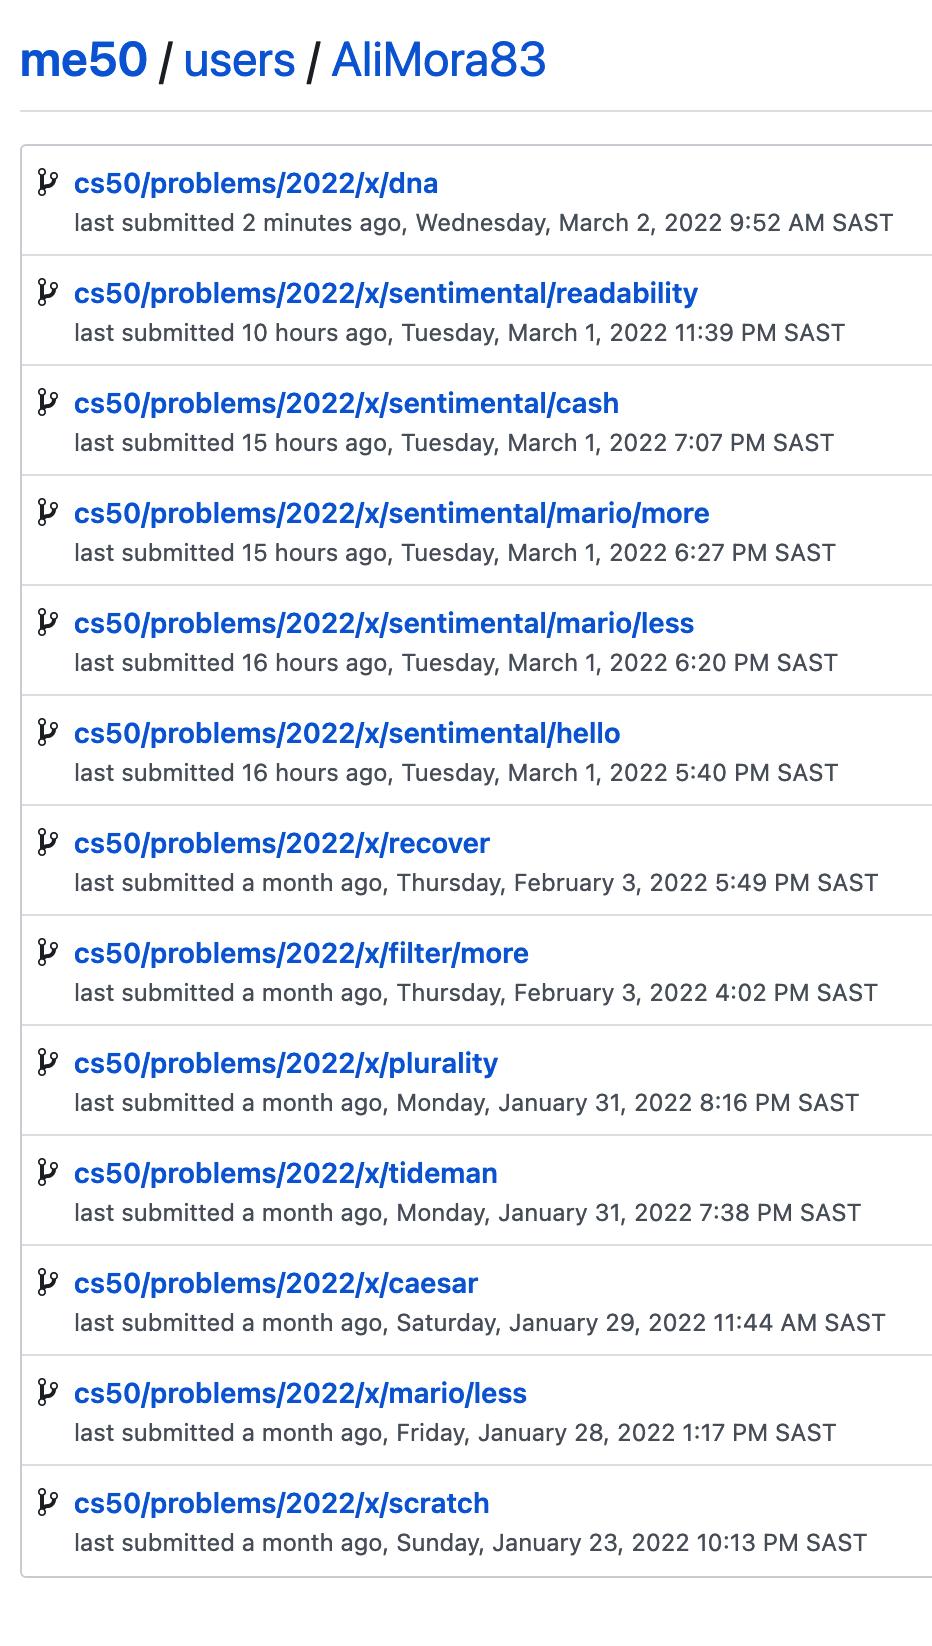 me50 / users / AliMora83
cs50/problems/2022/x/dna
last submitted 2 minutes ago, Wednesday, March 2, 2022 9:52 AM SAST
cs50/problems/2022/x/sentimental/readability
last submitted 10 hours ago, Tuesday, March 1, 2022 11:39 PM SAST
cs50/problems/2022/x/sentimental/cash
last submitted 15 hours ago, Tuesday, March 1, 2022 7:07 PM SAST
cs50/problems/2022/x/sentimental/mario/more
last submitted 15 hours ago, Tuesday, March 1, 2022 6:27 PM SAST
cs50/problems/2022/x/sentimental/mario/less
last submitted 16 hours ago, Tuesday, March 1, 2022 6:20 PM SAST
cs50/problems/2022/x/sentimental/hello
last submitted 16 hours ago, Tuesday, March 1, 2022 5:40 PM SAST
cs50/problems/2022/x/recover
last submitted a month ago, Thursday, February 3, 2022 5:49 PM SAST
cs50/problems/2022/x/filter/more
last submitted a month ago, Thursday, February 3, 2022 4:02 PM SAST
cs50/problems/2022/x/plurality
last submitted a month ago, Monday, January 31, 2022 8:16 PM SAST
cs50/problems/2022/x/tideman
last submitted a month ago, Monday, January 31, 2022 7:38 PM SAST
cs50/problems/2022/x/caesar
last submitted a month ago, Saturday, January 29, 2022 11:44 AM SAST
cs50/problems/2022/x/mario/less
last submitted a month ago, Friday, January 28, 2022 1:17 PM SAST
cs50/problems/2022/x/scratch
last submitted a month ago, Sunday, January 23, 2022 10:13 PM SAST